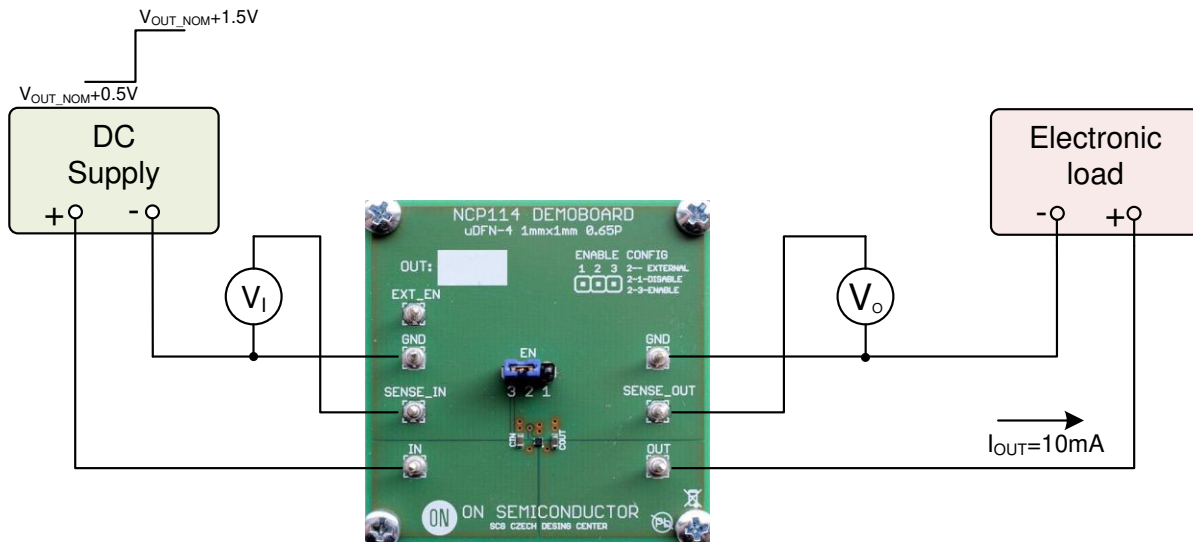 V_OUT_NOM+1.5V
V_OUT_NOM+0.5V
DC
Supply
+ -
Electronic
load
- +
NCP114 DEMOBOARD
uDFN-4 1mmx1mm 0.65P
OUT:
ENABLE CONFIG
1 2 3
2-- EXTERNAL
2-1-DISABLE
2-3-ENABLE
EXT_EN
V_I
V_O
GND
GND
EN
3 2 1
SENSE_IN
SENSE_OUT
CIN
COUT
IN
OUT
I_OUT=10mA
ON
ON SEMICONDUCTOR
SCG CZECH DESING CENTER
Pb